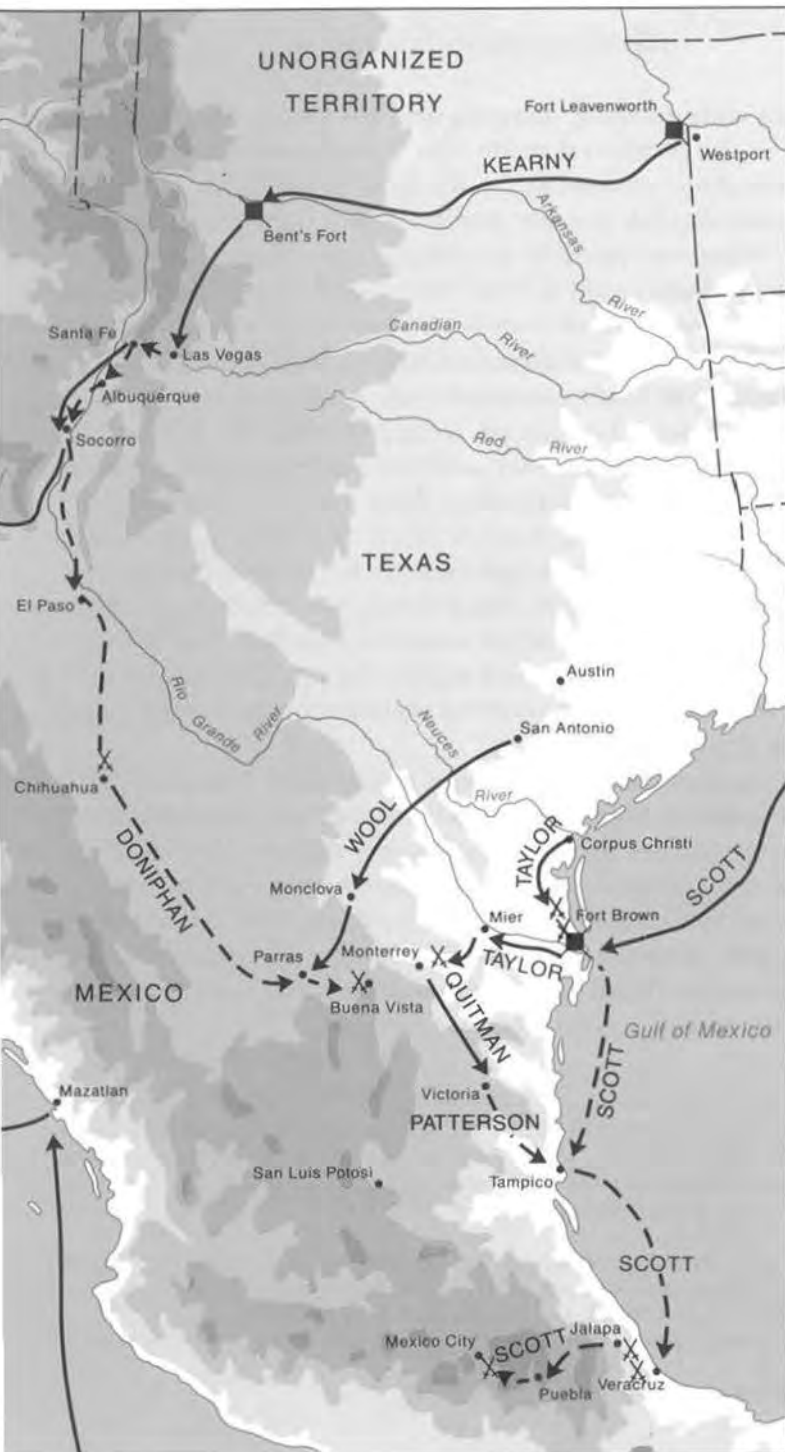 UNORGANIZED
TERRITORY
Fort Leavenworth
Westport
KEARNY
Bent's Fort
Arkansas
River
Santa Fe
Las Vegas
Canadian
River
Albuquerque
Socorro
Red
River
TEXAS
El Paso
Austin
Rio
Grande
River
Neuces
River
San Antonio
Chihuahua
WOOL
TAYLOR
Corpus Christi
SCOTT
DONIPHAN
Monclova
Mier
Fort Brown
Parras
Monterrey
TAYLOR
Buena Vista
QUITMAN
MEXICO
Gulf of Mexico
SCOTT
Mazatlan
Victoria
PATTERSON
San Luis Potosi
Tampico
SCOTT
Mexico City
SCOTT
Jalapa
Puebla
Veracruz